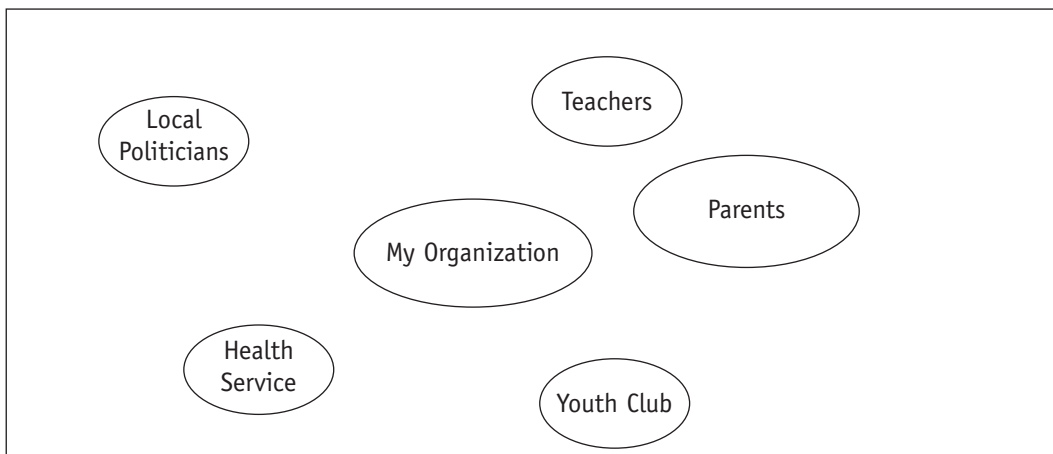 Teachers
Local
Politicians
Parents
My Organization
Health
Service
Youth Club